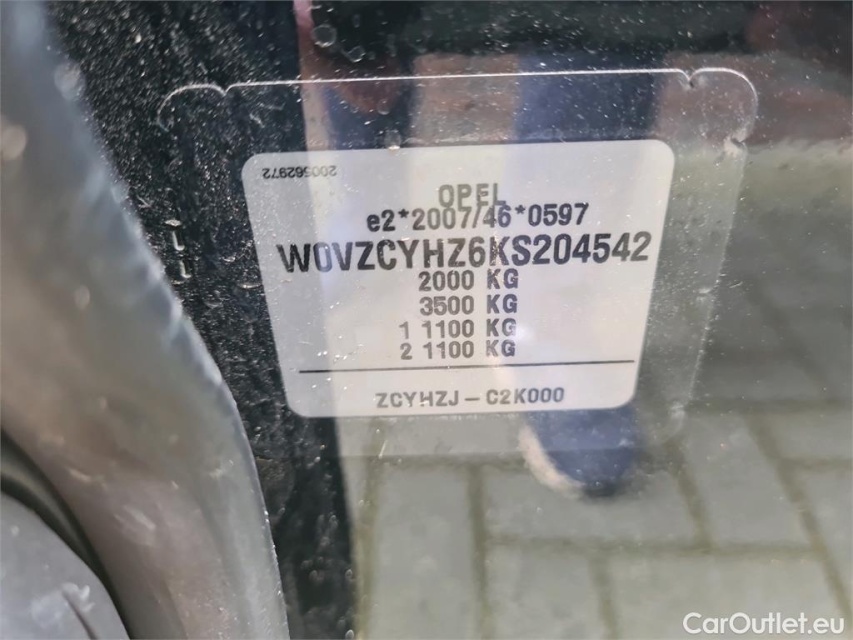 200562972
OPEL
e2*2007/46*0597
W0VZCYHZ6KS204542
2000 KG
3500 KG
1 1100 KG
2 1100 KG
ZCYHZJ-C2K000
CarOutlet.eu